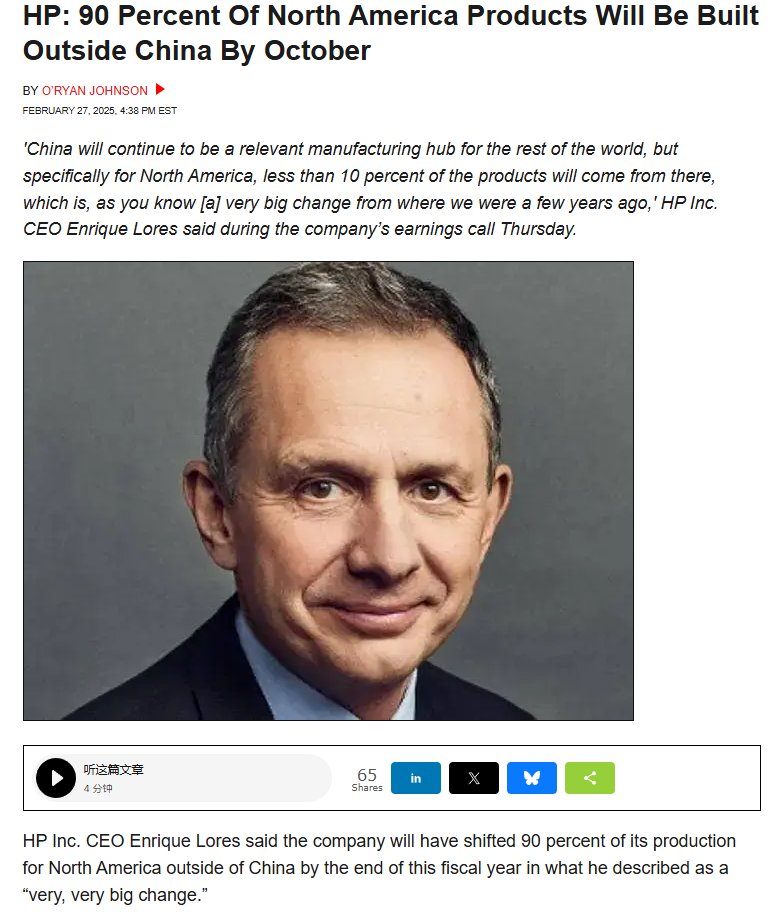 HP: 90 Percent Of North America Products Will Be Built
Outside China By October
BY O'RYAN JOHNSON
FEBRUARY 27, 2025, 4:38 PM EST
'China will continue to be a relevant manufacturing hub for the rest of the world, but
specifically for North America, less than 10 percent of the products will come from there,
which is, as you know [a] very big change from where we were a few years ago,' HP Inc.
CEO Enrique Lores said during the company’s earnings call Thursday.
听这篇文章
4 分钟
65
Shares
in
HP Inc. CEO Enrique Lores said the company will have shifted 90 percent of its production
for North America outside of China by the end of this fiscal year in what he described as a
“very, very big change.”